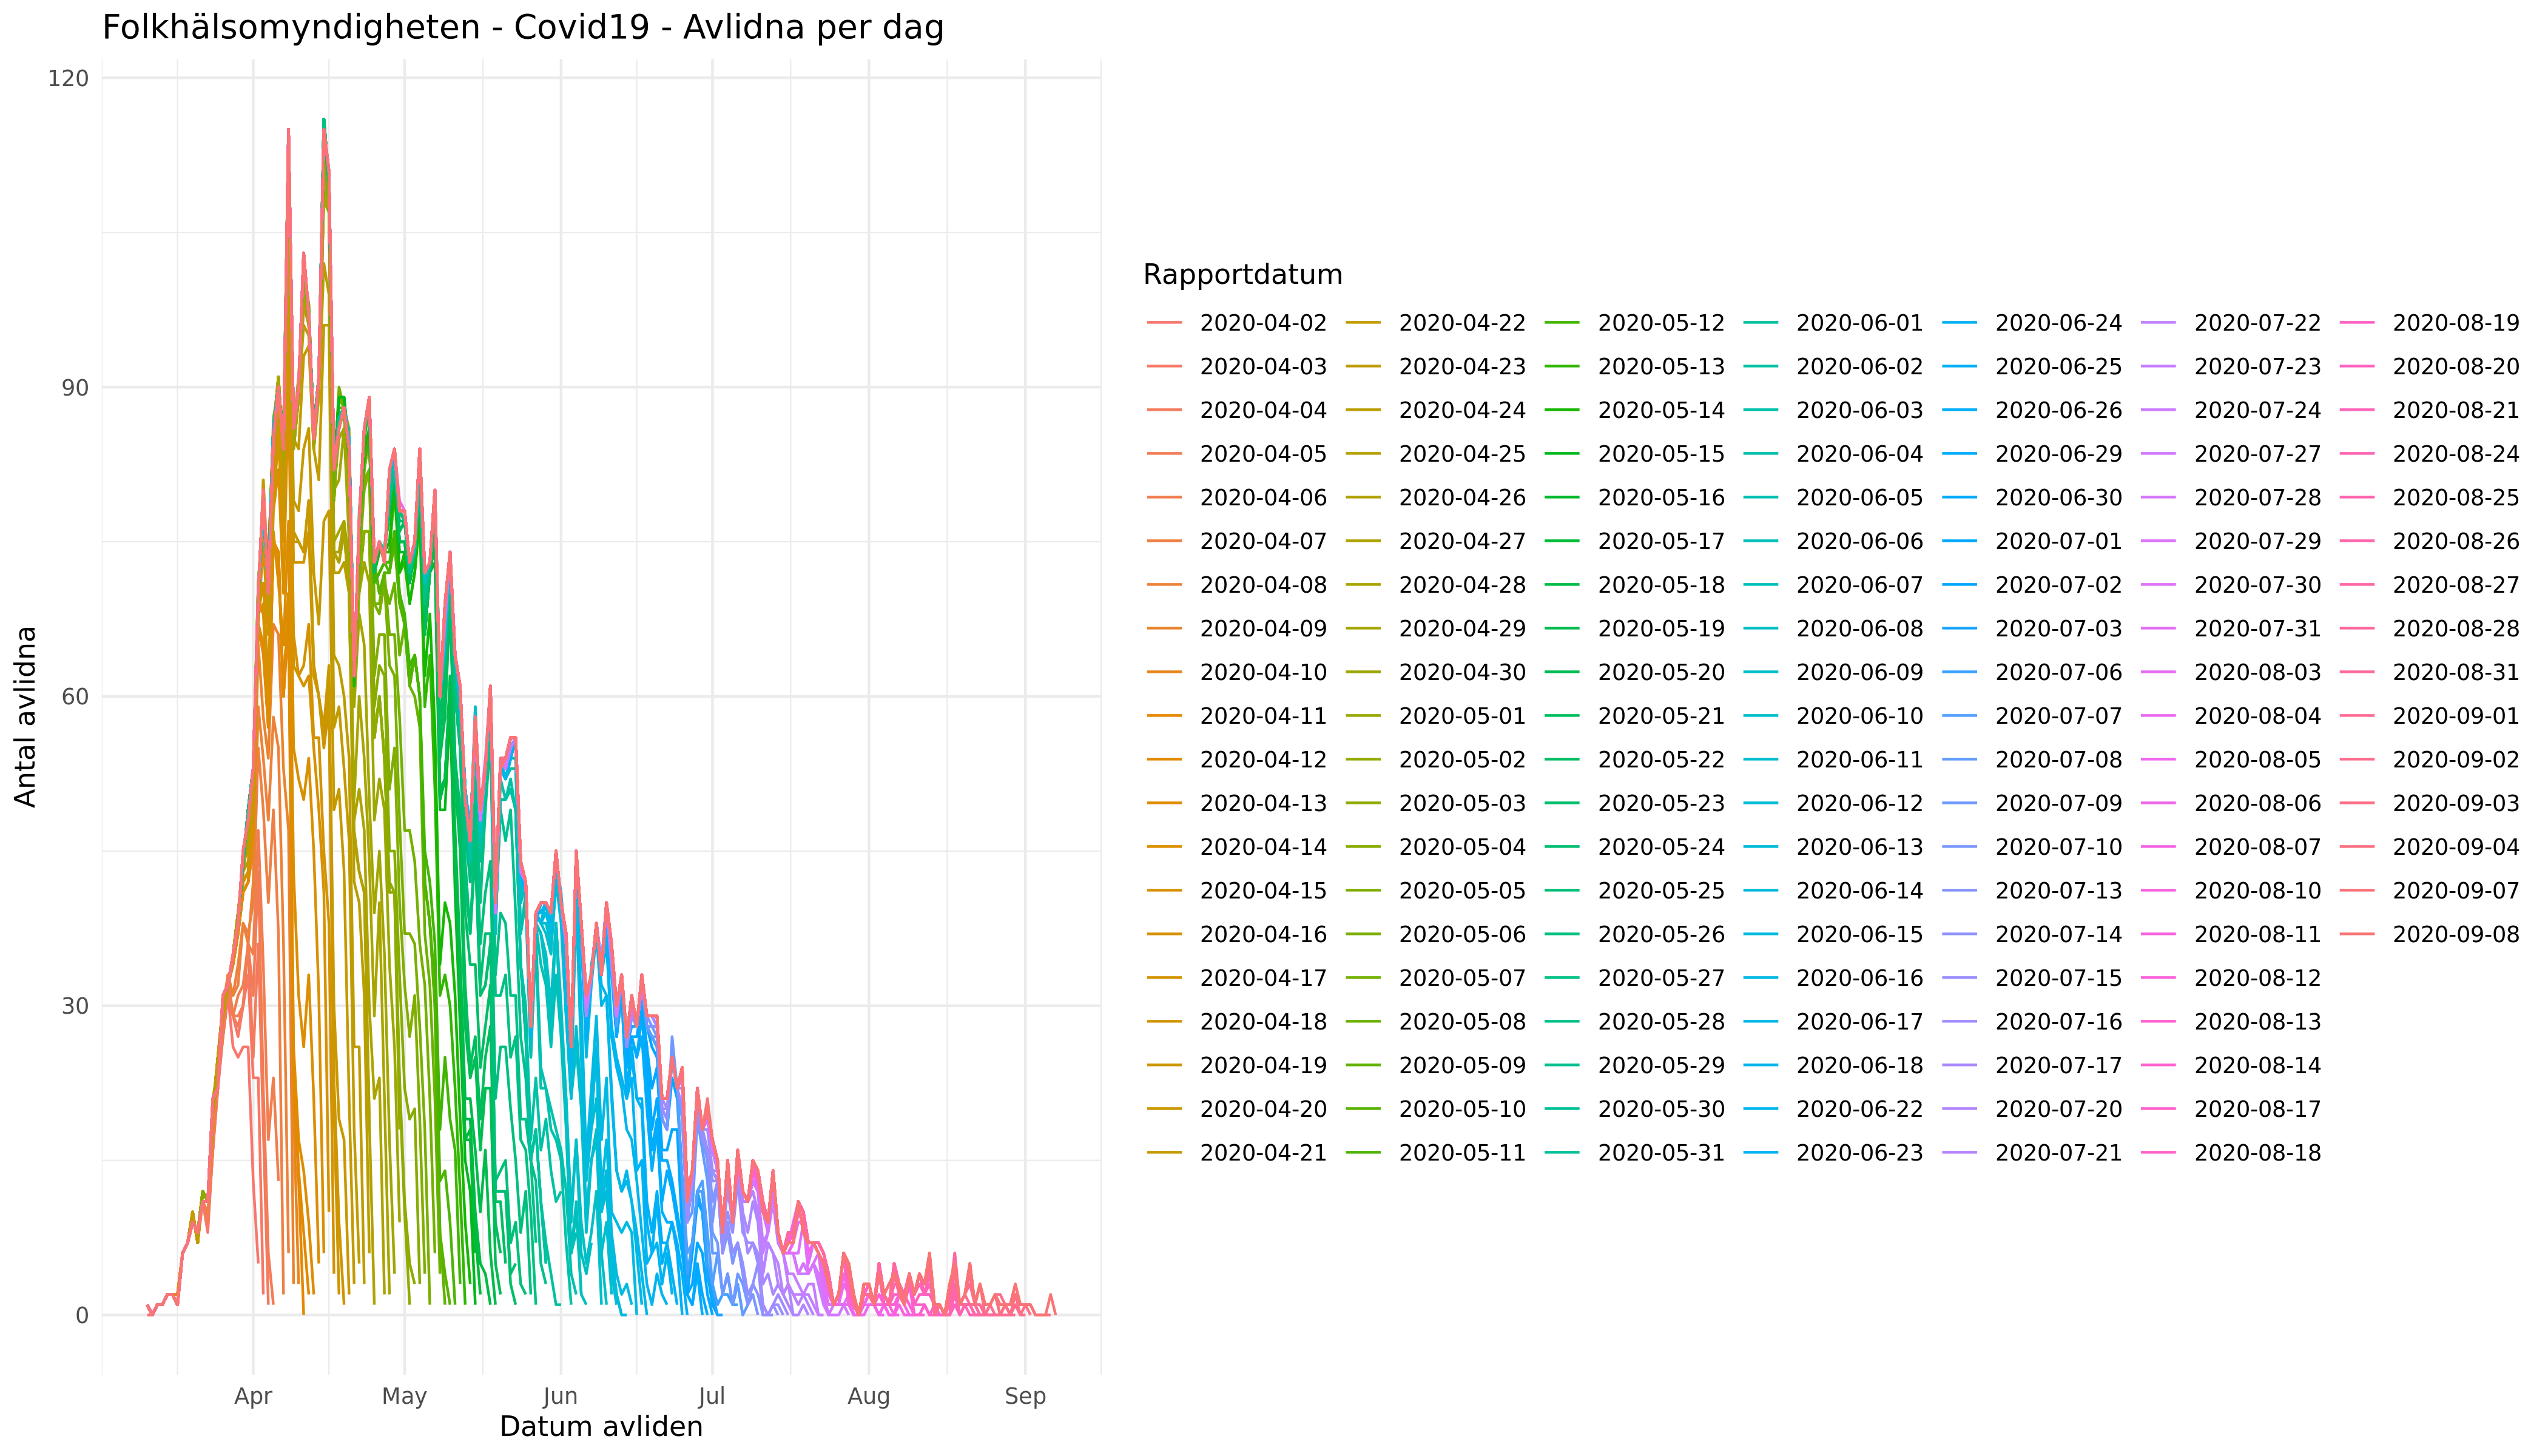 Folkhälsomyndigheten - Covid19 - Avlidna per dag
120
90
60
30
0
Antal avlidna
Apr May Jun Jul Aug Sep
Datum avliden
Rapportdatum
2020-04-02 2020-04-22 2020-05-12 2020-06-01 2020-06-24 2020-07-22 2020-08-19
2020-04-03 2020-04-23 2020-05-13 2020-06-02 2020-06-25 2020-07-23 2020-08-20
2020-04-04 2020-04-24 2020-05-14 2020-06-03 2020-06-26 2020-07-24 2020-08-21
2020-04-05 2020-04-25 2020-05-15 2020-06-04 2020-06-29 2020-07-27 2020-08-24
2020-04-06 2020-04-26 2020-05-16 2020-06-05 2020-06-30 2020-07-28 2020-08-25
2020-04-07 2020-04-27 2020-05-17 2020-06-06 2020-07-01 2020-07-29 2020-08-26
2020-04-08 2020-04-28 2020-05-18 2020-06-07 2020-07-02 2020-07-30 2020-08-27
2020-04-09 2020-04-29 2020-05-19 2020-06-08 2020-07-03 2020-07-31 2020-08-28
2020-04-10 2020-04-30 2020-05-20 2020-06-09 2020-07-06 2020-08-03 2020-08-31
2020-04-11 2020-05-01 2020-05-21 2020-06-10 2020-07-07 2020-08-04 2020-09-01
2020-04-12 2020-05-02 2020-05-22 2020-06-11 2020-07-08 2020-08-05 2020-09-02
2020-04-13 2020-05-03 2020-05-23 2020-06-12 2020-07-09 2020-08-06 2020-09-03
2020-04-14 2020-05-04 2020-05-24 2020-06-13 2020-07-10 2020-08-07 2020-09-04
2020-04-15 2020-05-05 2020-05-25 2020-06-14 2020-07-13 2020-08-10 2020-09-07
2020-04-16 2020-05-06 2020-05-26 2020-06-15 2020-07-14 2020-08-11 2020-09-08
2020-04-17 2020-05-07 2020-05-27 2020-06-16 2020-07-15 2020-08-12
2020-04-18 2020-05-08 2020-05-28 2020-06-17 2020-07-16 2020-08-13
2020-04-19 2020-05-09 2020-05-29 2020-06-18 2020-07-17 2020-08-14
2020-04-20 2020-05-10 2020-05-30 2020-06-22 2020-07-20 2020-08-17
2020-04-21 2020-05-11 2020-05-31 2020-06-23 2020-07-21 2020-08-18